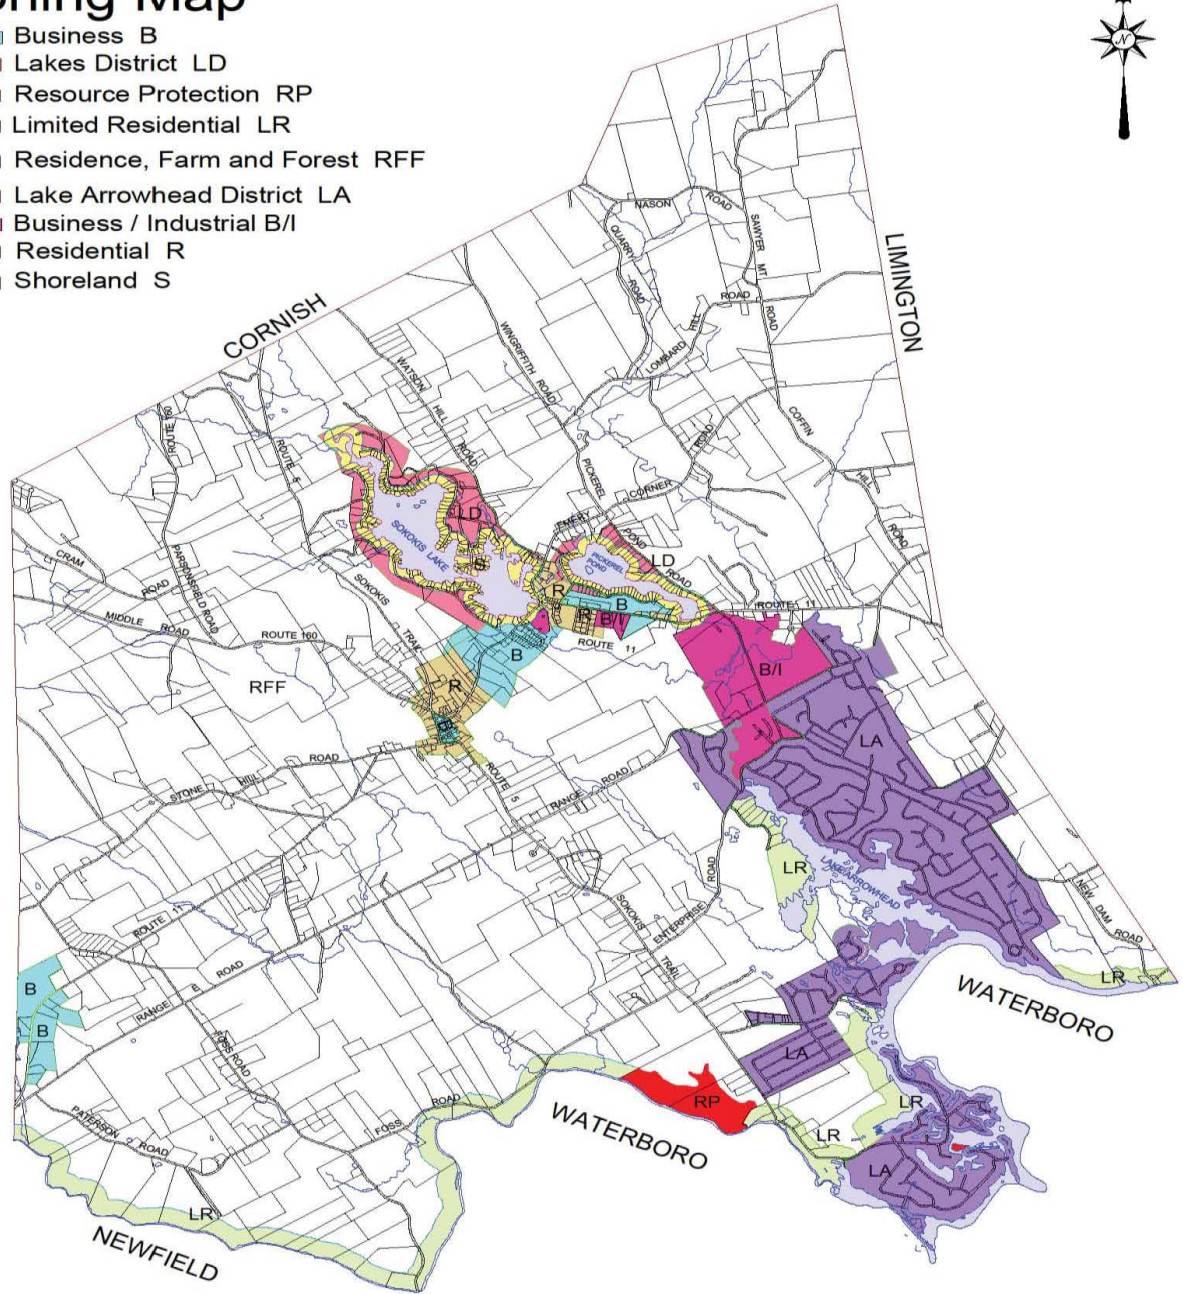 Zoning Map
Business B
Lakes District LD
Resource Protection RP
Limited Residential LR
Residence, Farm and Forest RFF
Lake Arrowhead District LA
Business / Industrial B/I
Residential R
Shoreland S
N
CORNISH
LIMINGTON
NASON ROAD
QUARRY ROAD
SAWYER MT ROAD
LOMBARD HILL ROAD
WINGRIFFITH ROAD
WATSON HILL ROAD
ROUTE 160
ROUTE 5
COFFIN HILL ROAD
ROAD
PICKEREL POND ROAD
EMERY CORNER
LD
SOKOKIS LAKE
S
PICKEREL POND
LD
CRAM ROAD
PARSONSFIELD ROAD
SOKOKIS TRAIL
MIDDLE ROAD
ROUTE 160
R
B
R
B/I
ROUTE 11
ROUTE 11
B
B/I
RFF
R
B
LA
STONE HILL ROAD
ROUTE 5
RANGE ROAD
LR
LAKE ARROWHEAD
ROAD
ENTERPRISE
SOKOKIS TRAIL
NEW DAM ROAD
ROUTE 11
RANGE E ROAD
LR
B
B
WATERBORO
FOSS ROAD
LA
RP
LR
PATERSON ROAD
FOSS ROAD
WATERBORO
LR
LA
LR
NEWFIELD